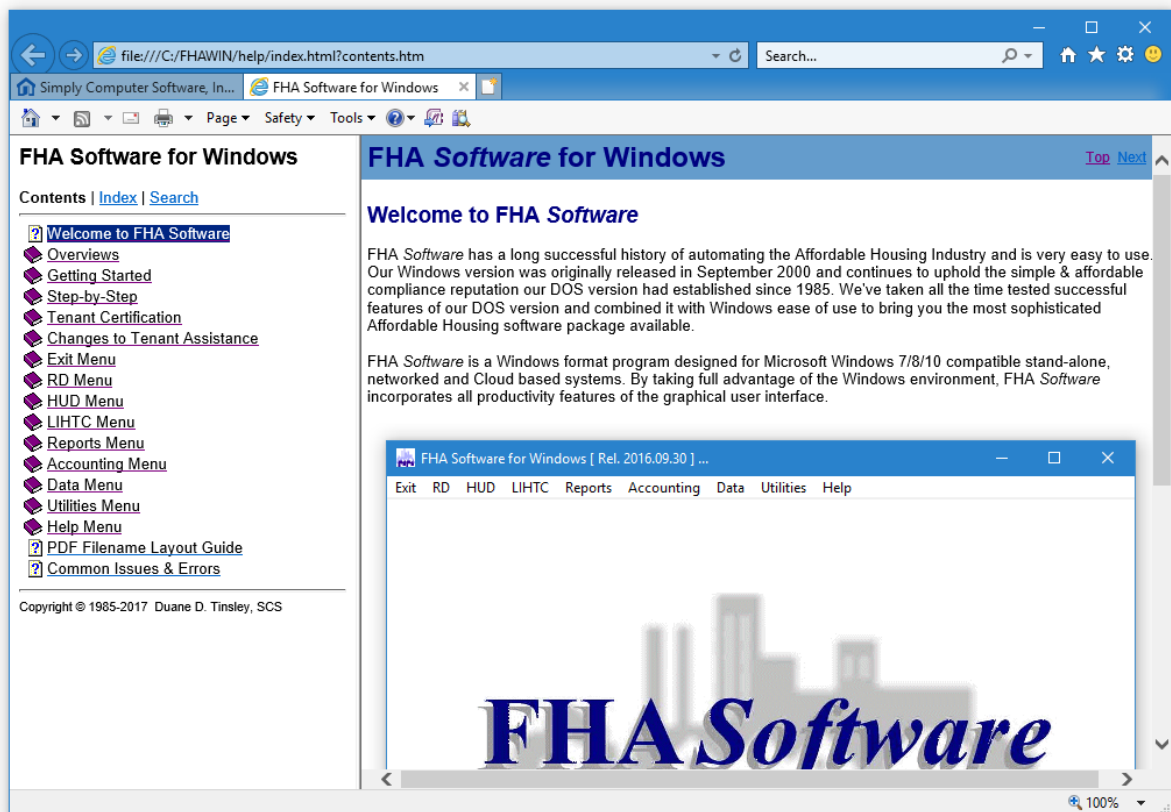 file:///C:/FHAWIN/help/index.html?contents.htm
Search...
Simply Computer Software, In...
FHA Software for Windows
Page
Safety
Tools
FHA Software for Windows
Contents | Index | Search
Welcome to FHA Software
Overviews
Getting Started
Step-by-Step
Tenant Certification
Changes to Tenant Assistance
Exit Menu
RD Menu
HUD Menu
LIHTC Menu
Reports Menu
Accounting Menu
Data Menu
Utilities Menu
Help Menu
PDF Filename Layout Guide
Common Issues & Errors
Copyright © 1985-2017 Duane D. Tinsley, SCS
FHA Software for Windows
Top Next
Welcome to FHA Software
FHA Software has a long successful history of automating the Affordable Housing Industry and is very easy to use.
Our Windows version was originally released in September 2000 and continues to uphold the simple & affordable
compliance reputation our DOS version had established since 1985. We've taken all the time tested successful
features of our DOS version and combined it with Windows ease of use to bring you the most sophisticated
Affordable Housing software package available.
FHA Software is a Windows format program designed for Microsoft Windows 7/8/10 compatible stand-alone,
networked and Cloud based systems. By taking full advantage of the Windows environment, FHA Software
incorporates all productivity features of the graphical user interface.
FHA Software for Windows [ Rel. 2016.09.30 ] ...
Exit RD HUD LIHTC Reports Accounting Data Utilities Help
FHA Software
100%